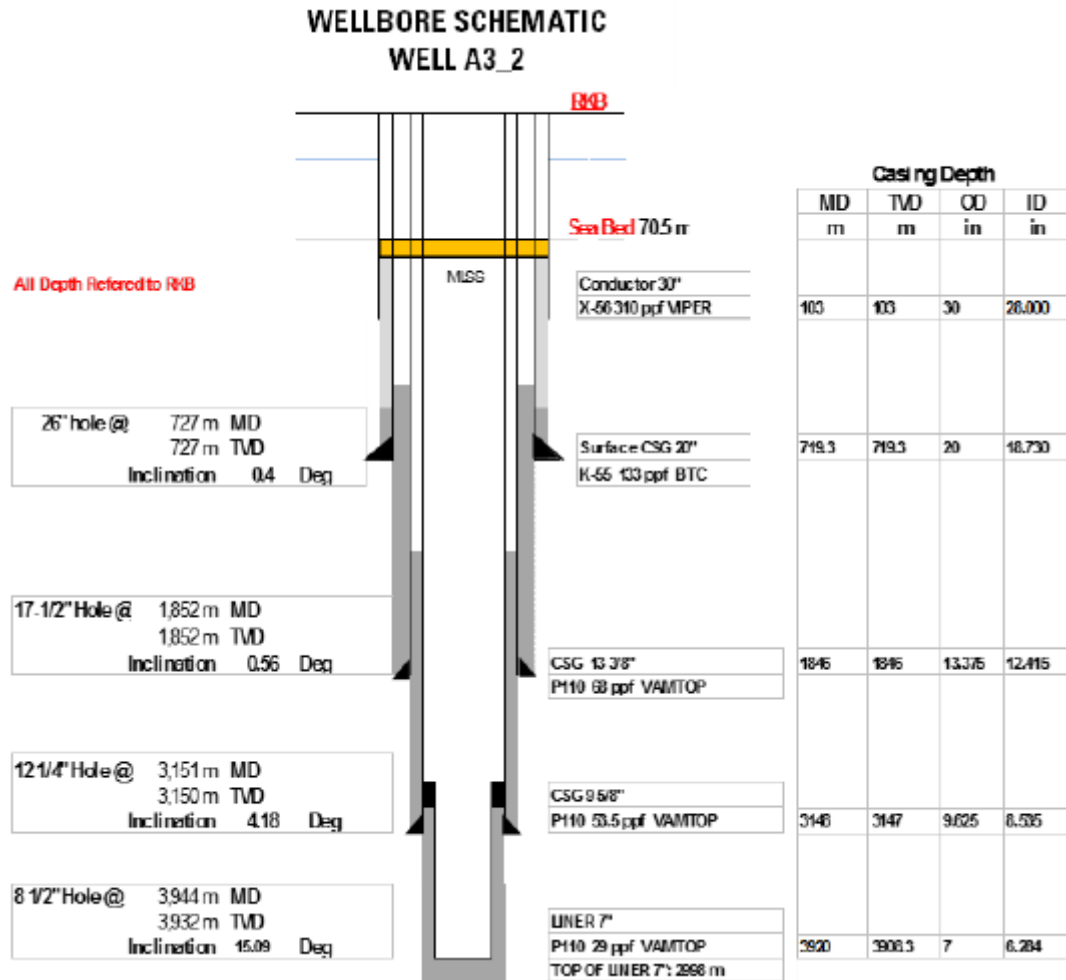 WELLBORE SCHEMATIC
WELL A3_2
RKB
Casing Depth
MD TVD OD ID
m m in in
Sea Bed 70.5 m
All Depth Refered to RKB
MLSS
Conductor 30"
X-56 310 ppf VIPER 103 103 30 28.000
26" hole @ 727 m MD
727 m TVD
Inclination 0.4 Deg
Surface CSG 20" 719.3 719.3 20 18.730
K-55 133 ppf BTC
17-1/2" Hole @ 1,852 m MD
1,852 m TVD
Inclination 0.56 Deg
CSG 13 3/8" 1846 1846 13.375 12.415
P110 68 ppf VAMTOP
12 1/4" Hole @ 3,151 m MD
3,150 m TVD
Inclination 4.18 Deg
CSG 9 5/8"
P110 53.5 ppf VAMTOP 3148 3147 9.625 8.535
8 1/2" Hole @ 3,944 m MD
3,932 m TVD
Inclination 15.09 Deg
LINER 7"
P110 29 ppf VAMTOP 3920 3908.3 7 6.284
TOP OF LINER 7": 2998 m